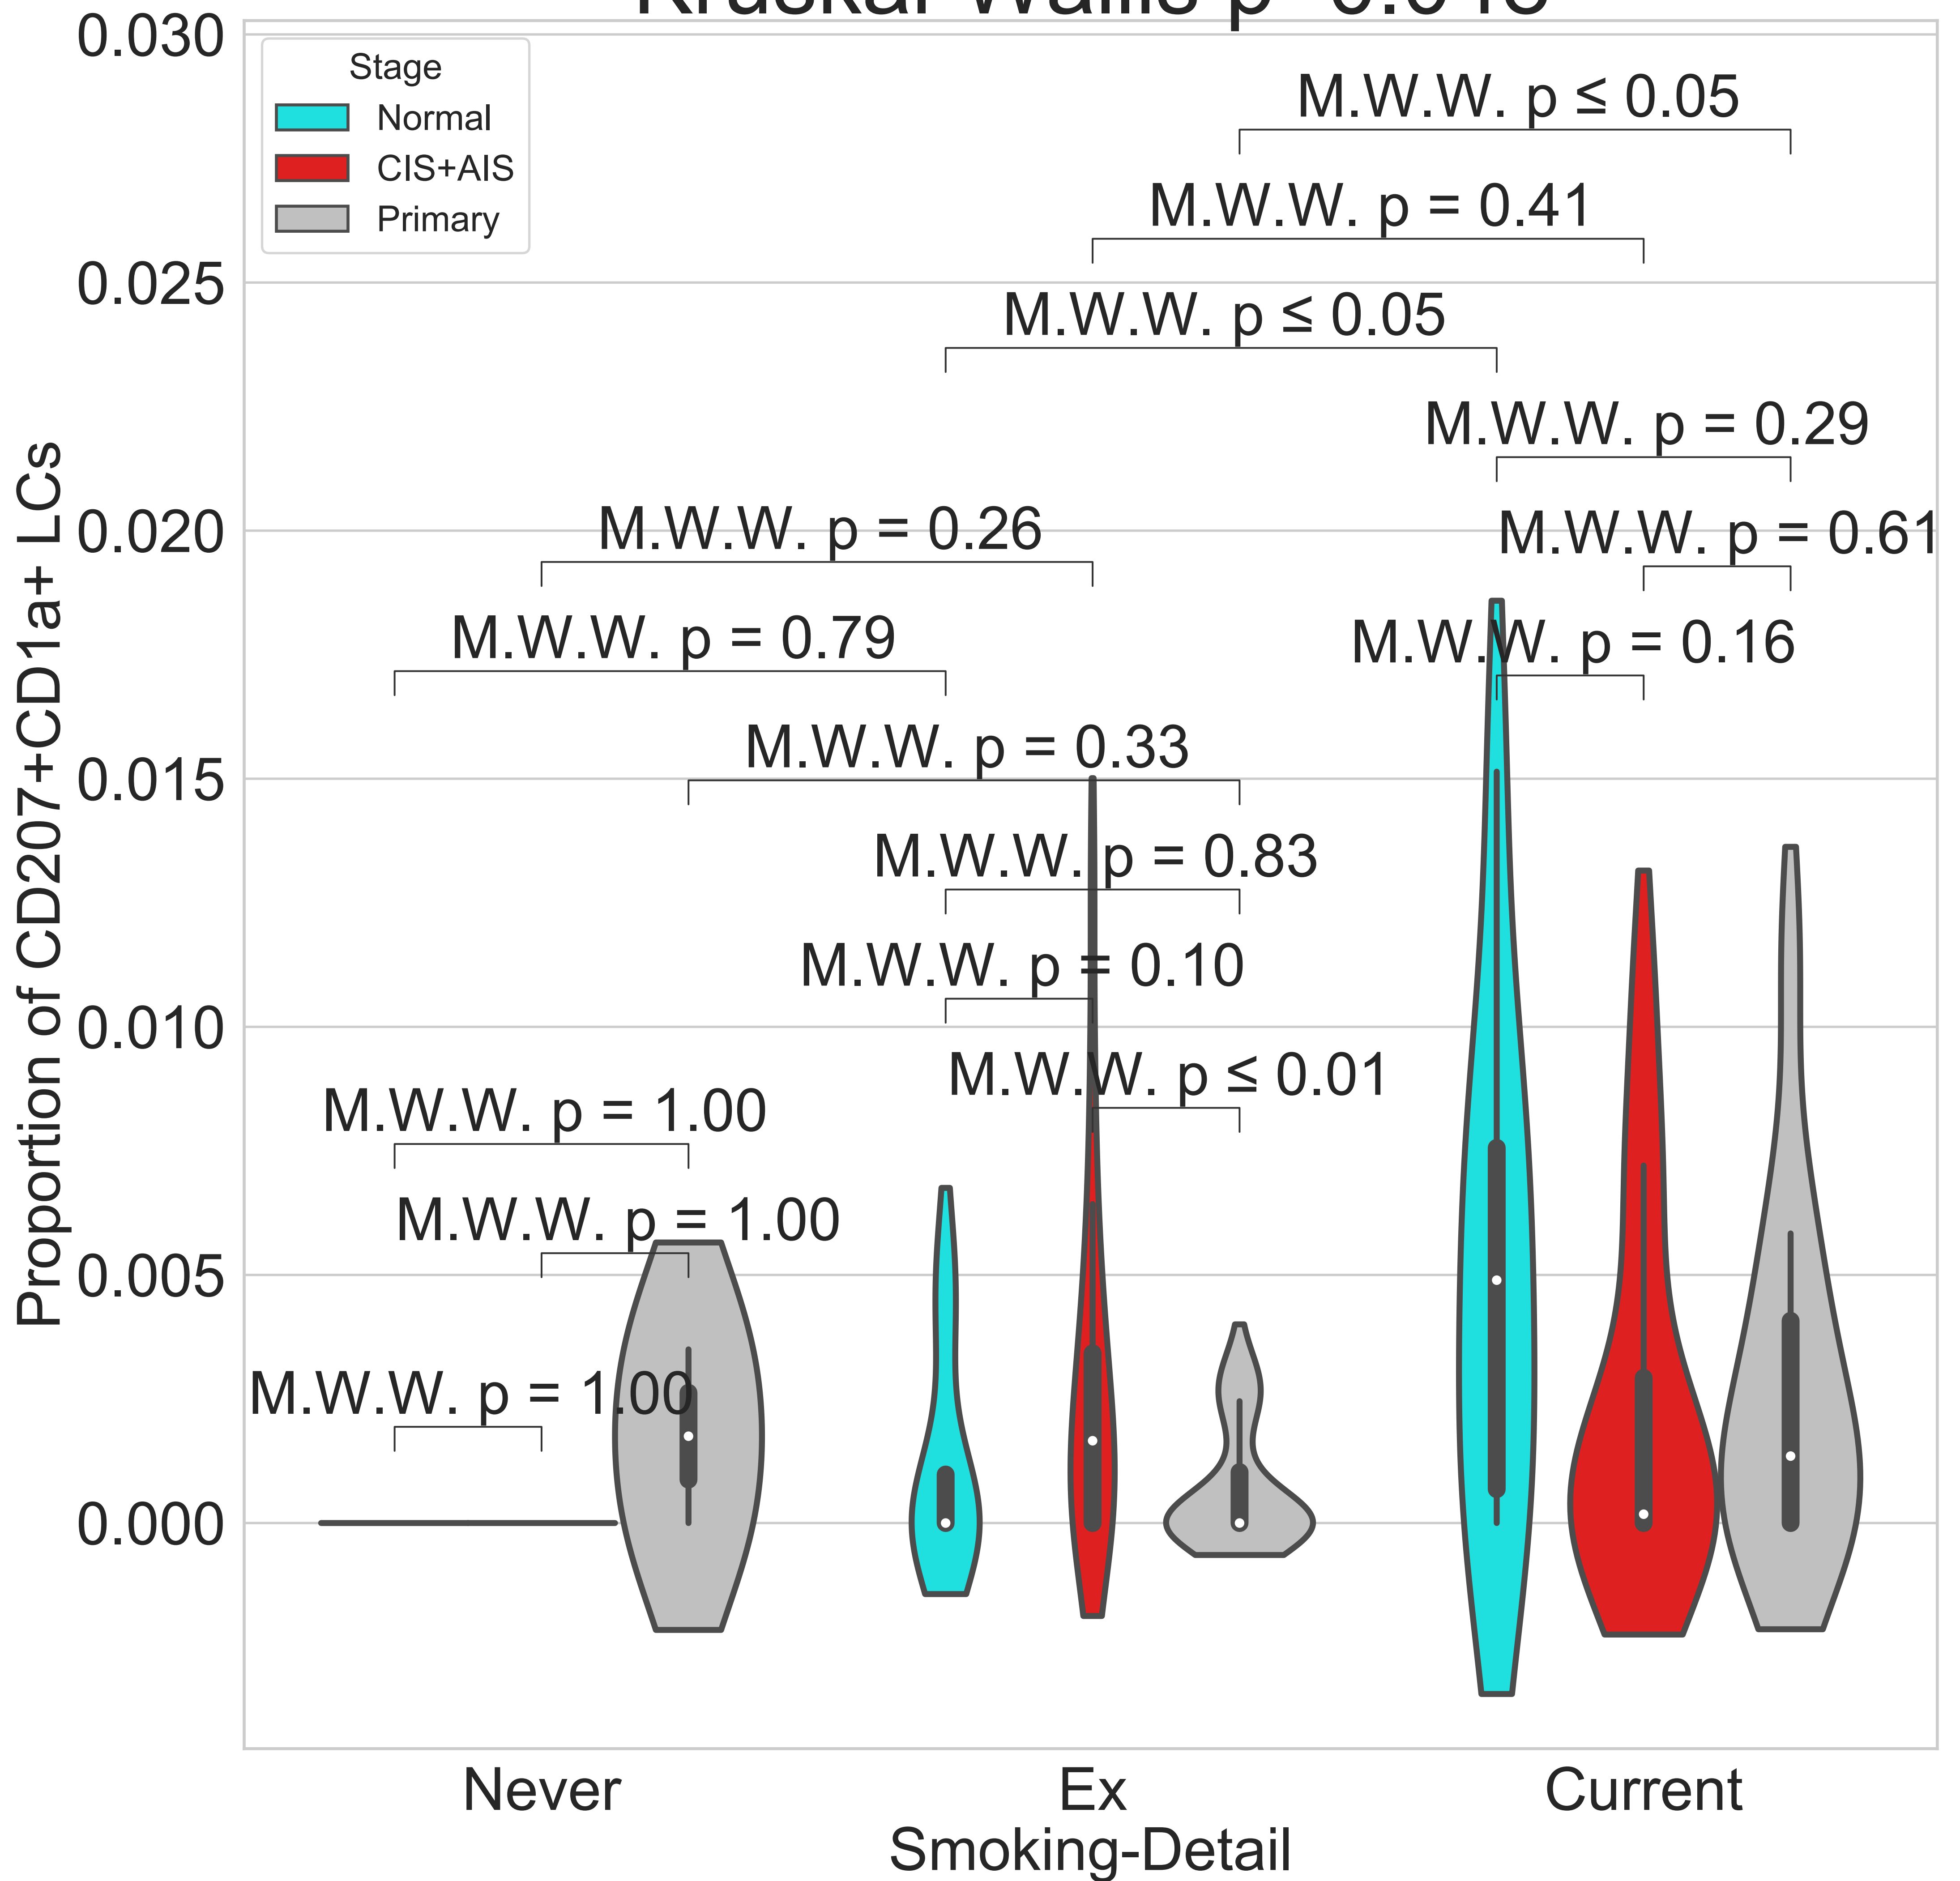 0.030
Stage
Normal
CIS+AIS
Primary
M.W.W. p ≤ 0.05
M.W.W. p = 0.41
0.025
M.W.W. p ≤ 0.05
M.W.W. p = 0.29
0.020
M.W.W. p = 0.26
M.W.W. p = 0.61
M.W.W. p = 0.79
M.W.W. p = 0.16
0.015
M.W.W. p = 0.33
M.W.W. p = 0.83
M.W.W. p = 0.10
0.010
M.W.W. p ≤ 0.01
M.W.W. p = 1.00
M.W.W. p = 1.00
0.005
M.W.W. p = 1.00
0.000
Proportion of CD207+CD1a+ LCs
Never
Ex
Current
Smoking-Detail